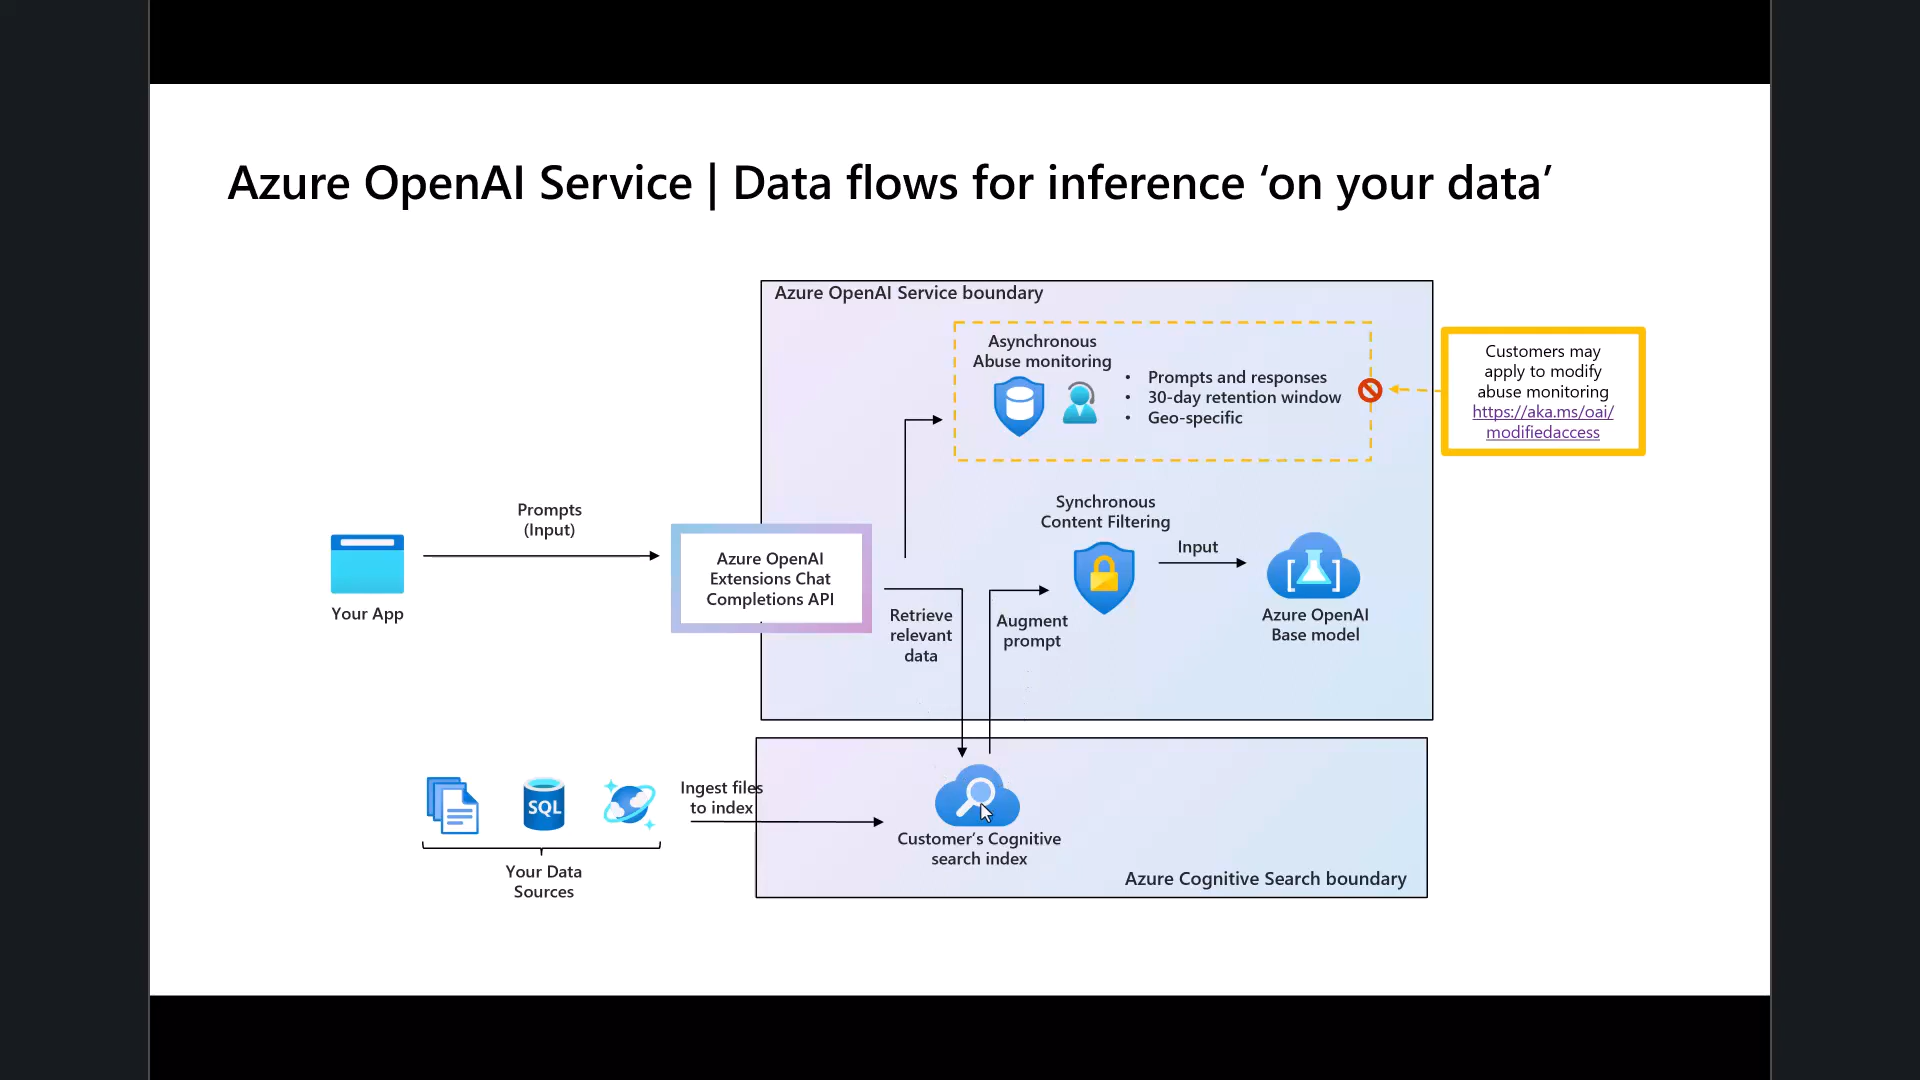 Azure OpenAI Service | Data flows for inference ‘on your data’
Azure OpenAI Service boundary
Asynchronous
Abuse monitoring
• Prompts and responses
• 30-day retention window
• Geo-specific
Customers may
apply to modify
abuse monitoring
https://aka.ms/oai/
modifiedaccess
Prompts
(Input)
Your App
Azure OpenAI
Extensions Chat
Completions API
Synchronous
Content Filtering
Input
Azure OpenAI
Base model
Retrieve
relevant
data
Augment
prompt
SQL
Your Data
Sources
Ingest files
to index
Customer’s Cognitive
search index
Azure Cognitive Search boundary